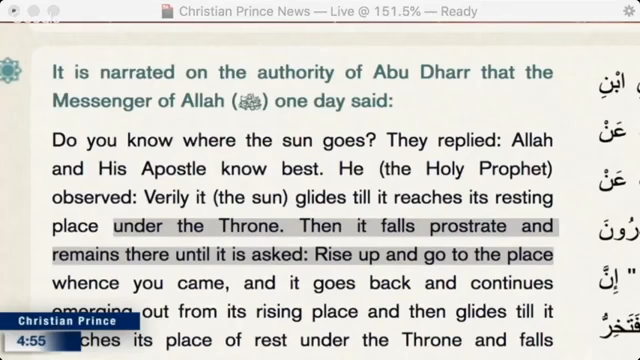 Christian Prince News — Live @ 151.5% — Ready
It is narrated on the authority of Abu Dharr that the
Messenger of Allah (ﷺ) one day said:
Do you know where the sun goes? They replied: Allah
and His Apostle know best. He (the Holy Prophet)
observed: Verily it (the sun) glides till it reaches its resting
place under the Throne. Then it falls prostrate and
remains there until it is asked: Rise up and go to the place
whence you came, and it goes back and continues
emerging out from its rising place and then glides till it
reaches its place of rest under the Throne and falls
ابْنِ
عَنْ
عَنْ
" إِنَّ
Christian Prince
4:55